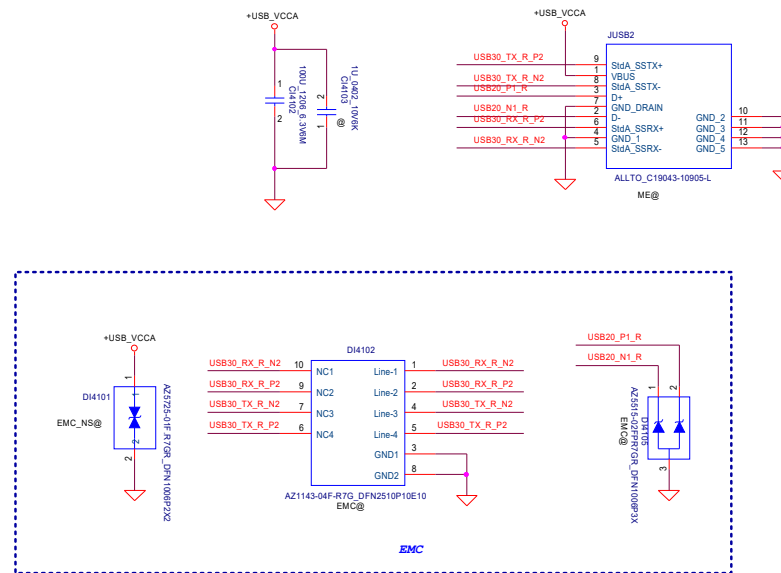 +USB_VCCA
1
2
100U_1206_6.3V6M
CI4102
2
1
1U_0402_10V6K
CI4103
@
+USB_VCCA
JUSB2
USB30_TX_R_P2 9 StdA_SSTX+
1 VBUS
USB30_TX_R_N2 8 StdA_SSTX-
USB20_P1_R 3 D+
7 GND_DRAIN
USB20_N1_R 2 D-
USB30_RX_R_P2 6 StdA_SSRX+
4 GND_1
USB30_RX_R_N2 5 StdA_SSRX-
GND_2 10
GND_3 11
GND_4 12
GND_5 13
ALLTO_C19043-10905-L
ME@
+USB_VCCA
1
1
DI4101
EMC_NS@
2
2
AZ5725-01F.R7GR_DFN1006P2X2
DI4102
USB30_RX_R_N2 10 NC1 Line-1 1 USB30_RX_R_N2
USB30_RX_R_P2 9 NC2 Line-2 2 USB30_RX_R_P2
USB30_TX_R_N2 7 NC3 Line-3 4 USB30_TX_R_N2
USB30_TX_R_P2 6 NC4 Line-4 5 USB30_TX_R_P2
GND1 3
GND2 8
AZ1143-04F-R7G_DFN2510P10E10
EMC@
USB20_P1_R
USB20_N1_R
1
2
3
DI4105
EMC@
AZ5515-02FPR7GR_DFN1006P3X
EMC